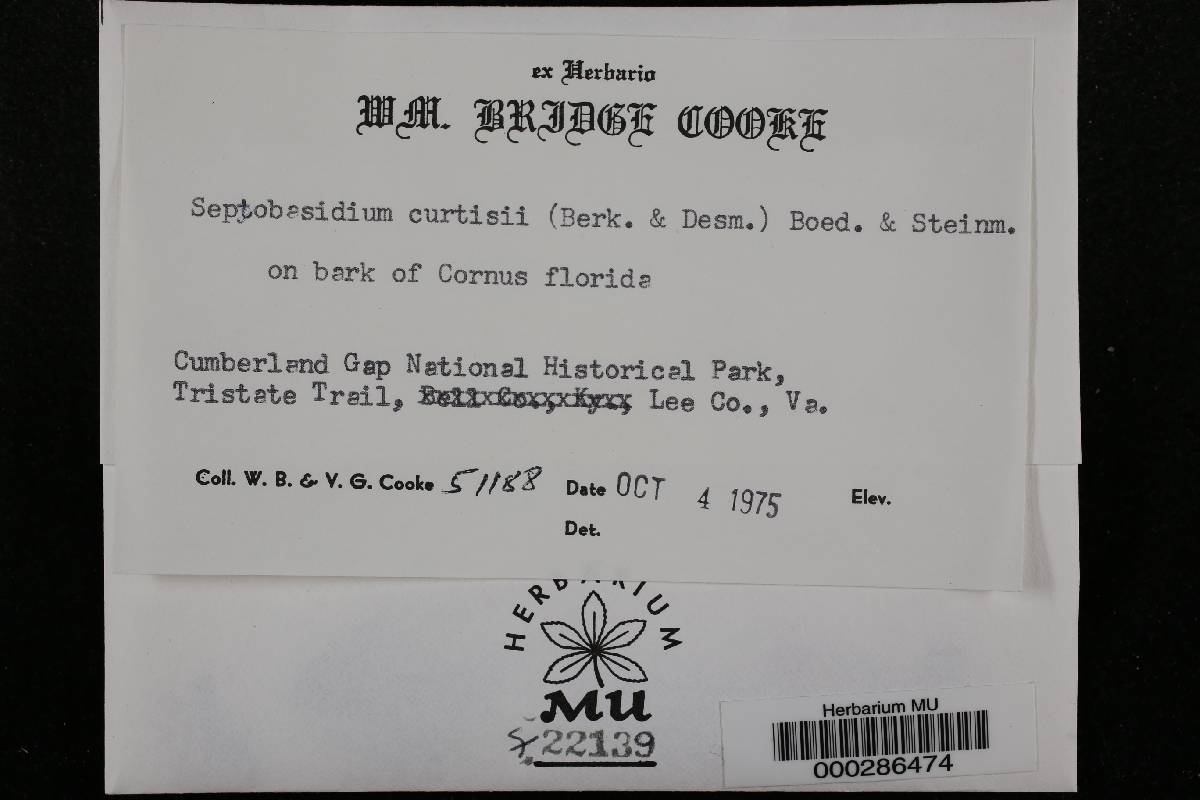 ex Herbario
WM. BRIDGE COOKE
Septobasidium curtisii (Berk. & Desm.) Boed. & Steinm.
on bark of Cornus florida
Cumberland Gap National Historical Park,
Tristate Trail, Lee Co., Va.
Coll. W. B. & V. G. Cooke 51188 Date OCT 4 1975 Elev.
Det.
HERBARIUM
MU
22139
Herbarium MU
000286474